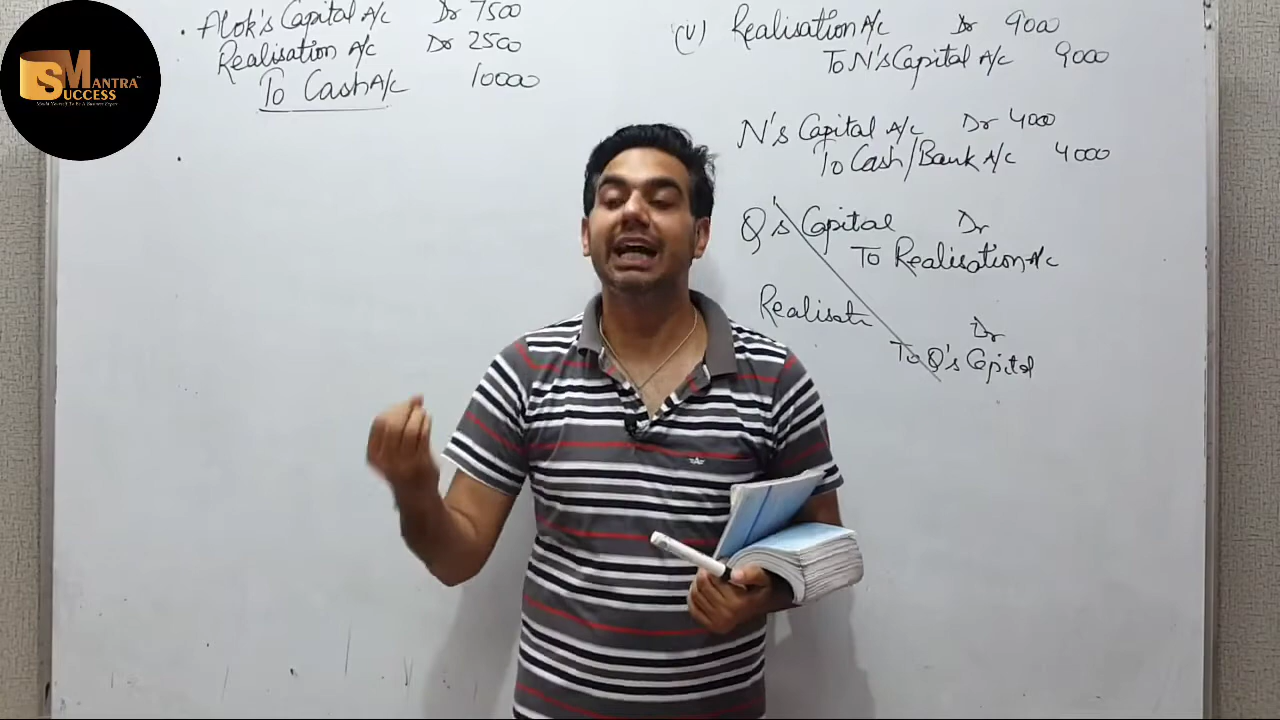 SMANTRA™
SUCCESS
Alok's Capital A/c Dr 7500
Realisation A/c Dr 2500
To Cash A/c 10000
(V) Realisation A/c Dr 9000
To N's Capital A/c 9000
N's Capital A/c Dr 4000
To Cash/Bank A/c 4000
Q's Capital Dr
To Realisation A/c
Realisati Dr
To Q's Capital